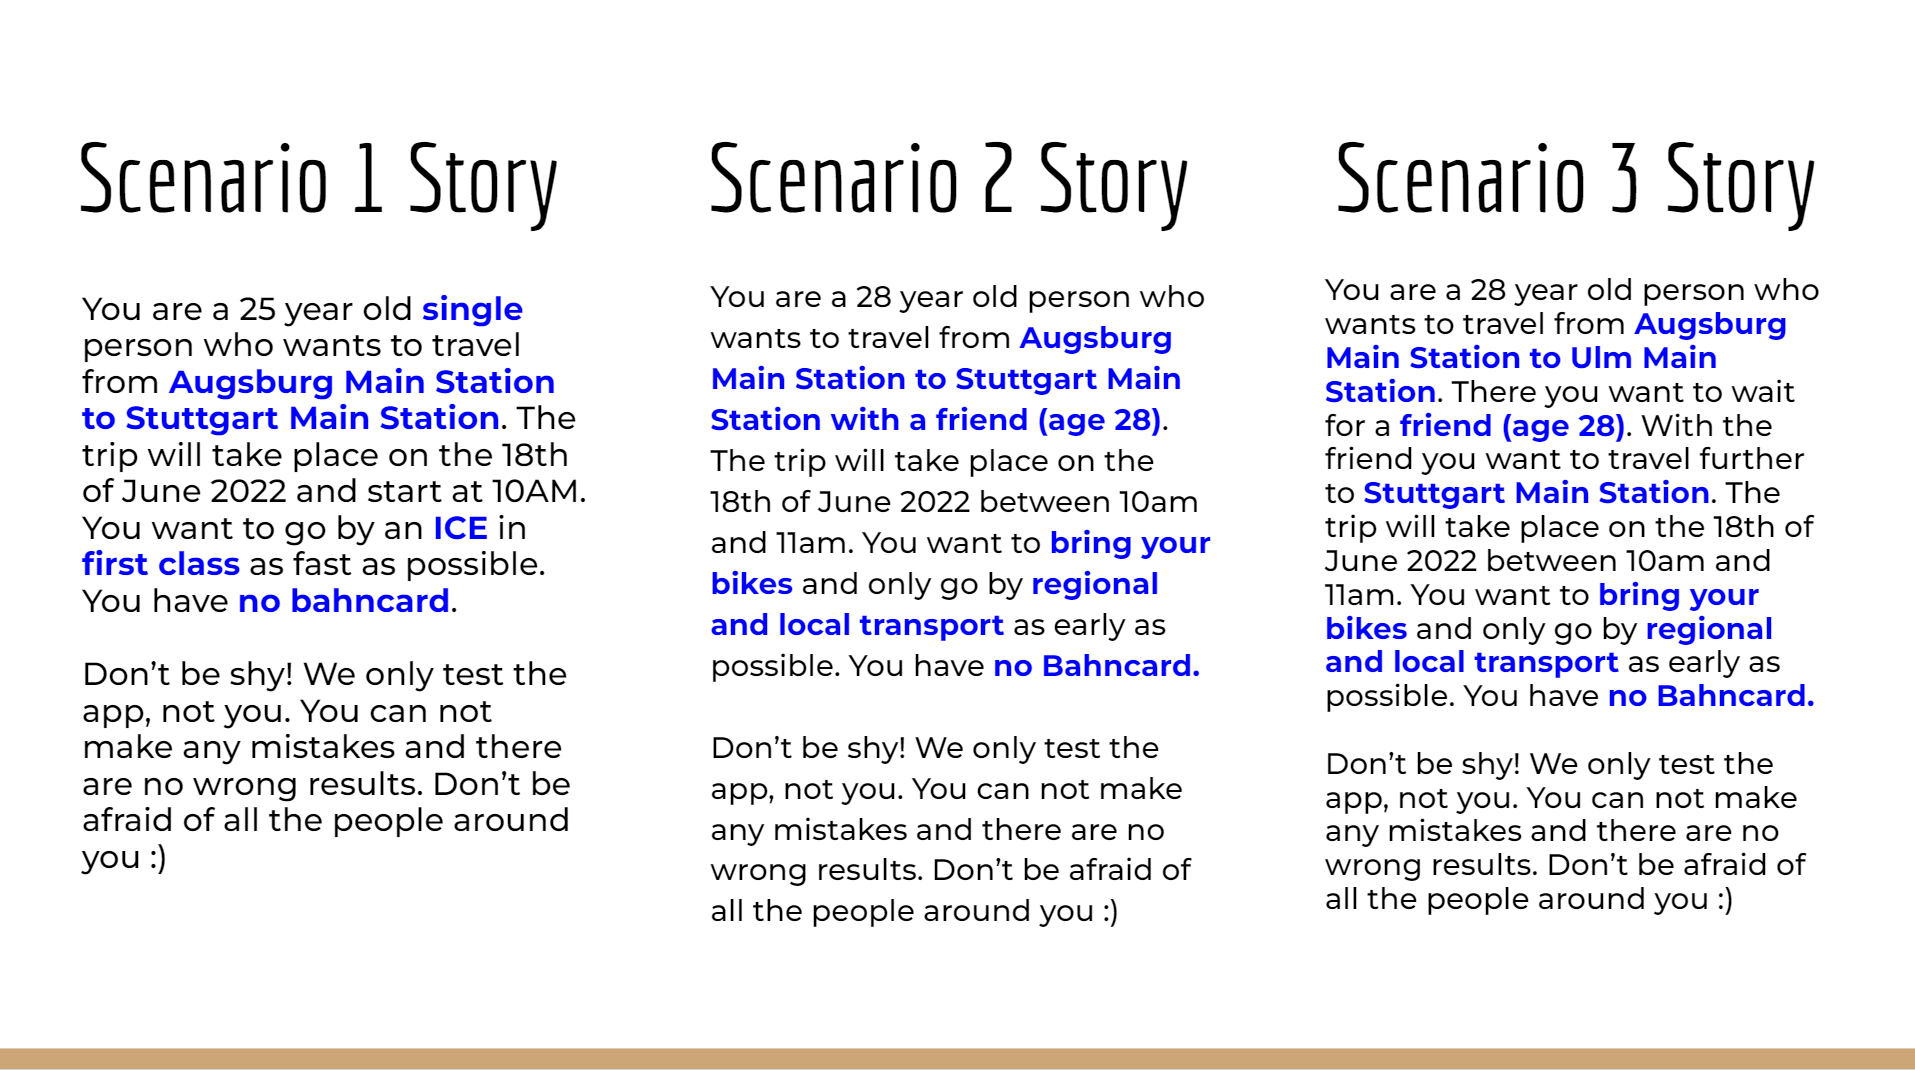 Scenario 1 Story
You are a 25 year old single
person who wants to travel
from Augsburg Main Station
to Stuttgart Main Station. The
trip will take place on the 18th
of June 2022 and start at 10AM.
You want to go by an ICE in
first class as fast as possible.
You have no bahncard.
Don’t be shy! We only test the
app, not you. You can not
make any mistakes and there
are no wrong results. Don’t be
afraid of all the people around
you :)
Scenario 2 Story
You are a 28 year old person who
wants to travel from Augsburg
Main Station to Stuttgart Main
Station with a friend (age 28).
The trip will take place on the
18th of June 2022 between 10am
and 11am. You want to bring your
bikes and only go by regional
and local transport as early as
possible. You have no Bahncard.
Don’t be shy! We only test the
app, not you. You can not make
any mistakes and there are no
wrong results. Don’t be afraid of
all the people around you :)
Scenario 3 Story
You are a 28 year old person who
wants to travel from Augsburg
Main Station to Ulm Main
Station. There you want to wait
for a friend (age 28). With the
friend you want to travel further
to Stuttgart Main Station. The
trip will take place on the 18th of
June 2022 between 10am and
11am. You want to bring your
bikes and only go by regional
and local transport as early as
possible. You have no Bahncard.
Don’t be shy! We only test the
app, not you. You can not make
any mistakes and there are no
wrong results. Don’t be afraid of
all the people around you :)